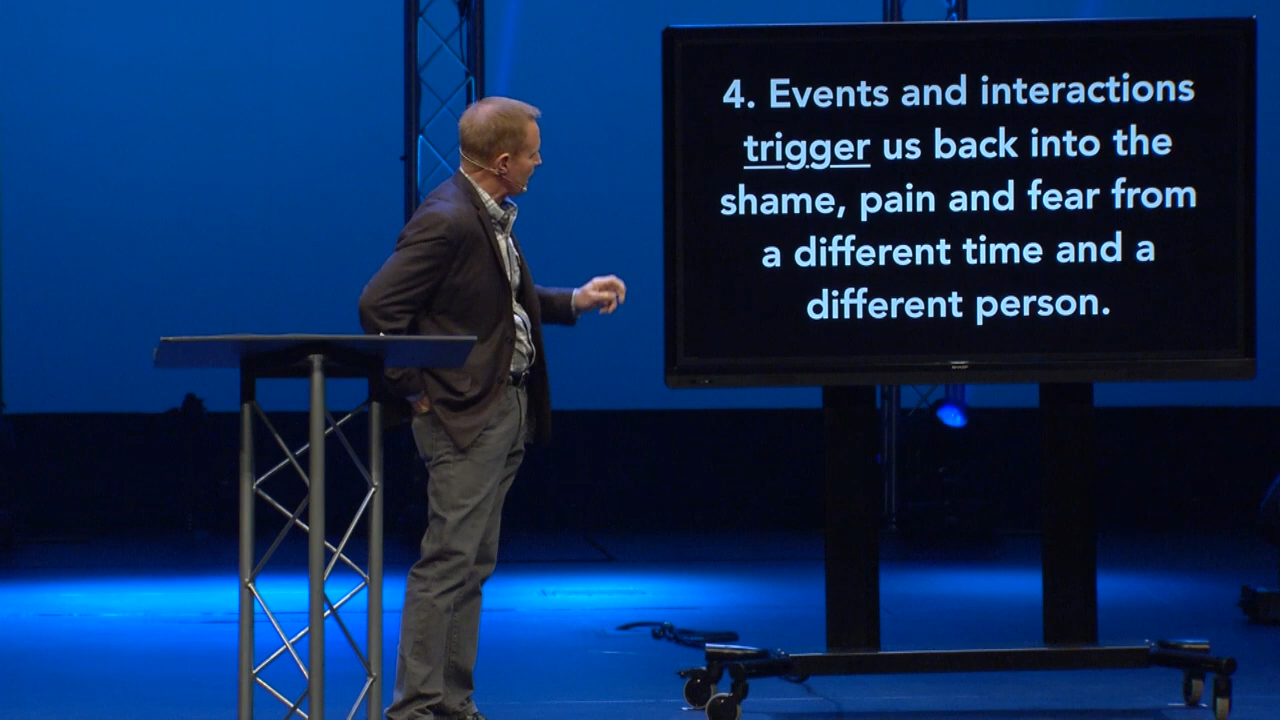 4. Events and interactions
trigger us back into the
shame, pain and fear from
a different time and a
different person.
SHARP